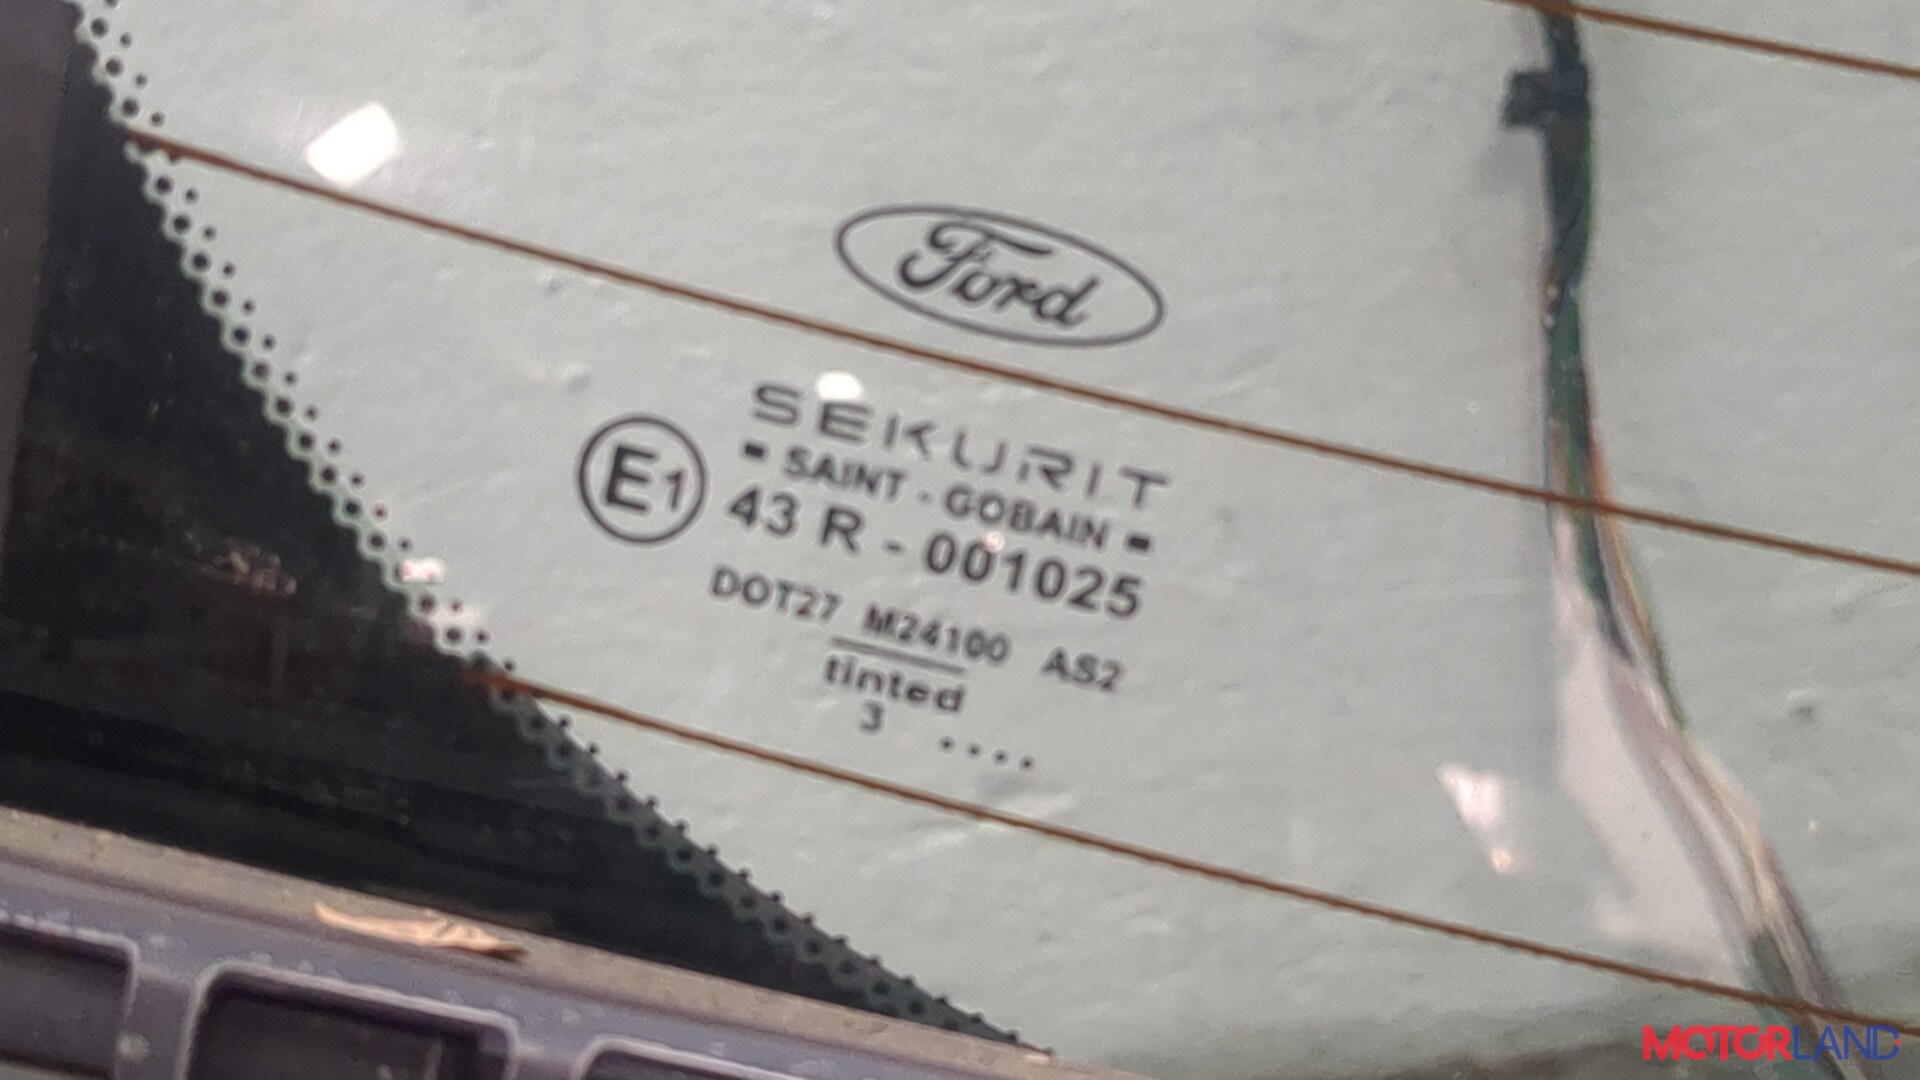 Ford
SEKURIT
▪ SAINT - GOBAIN ▪
E1
43 R - 001025
DOT27 M24100 AS2
tinted
3 ....
MOTORLAND